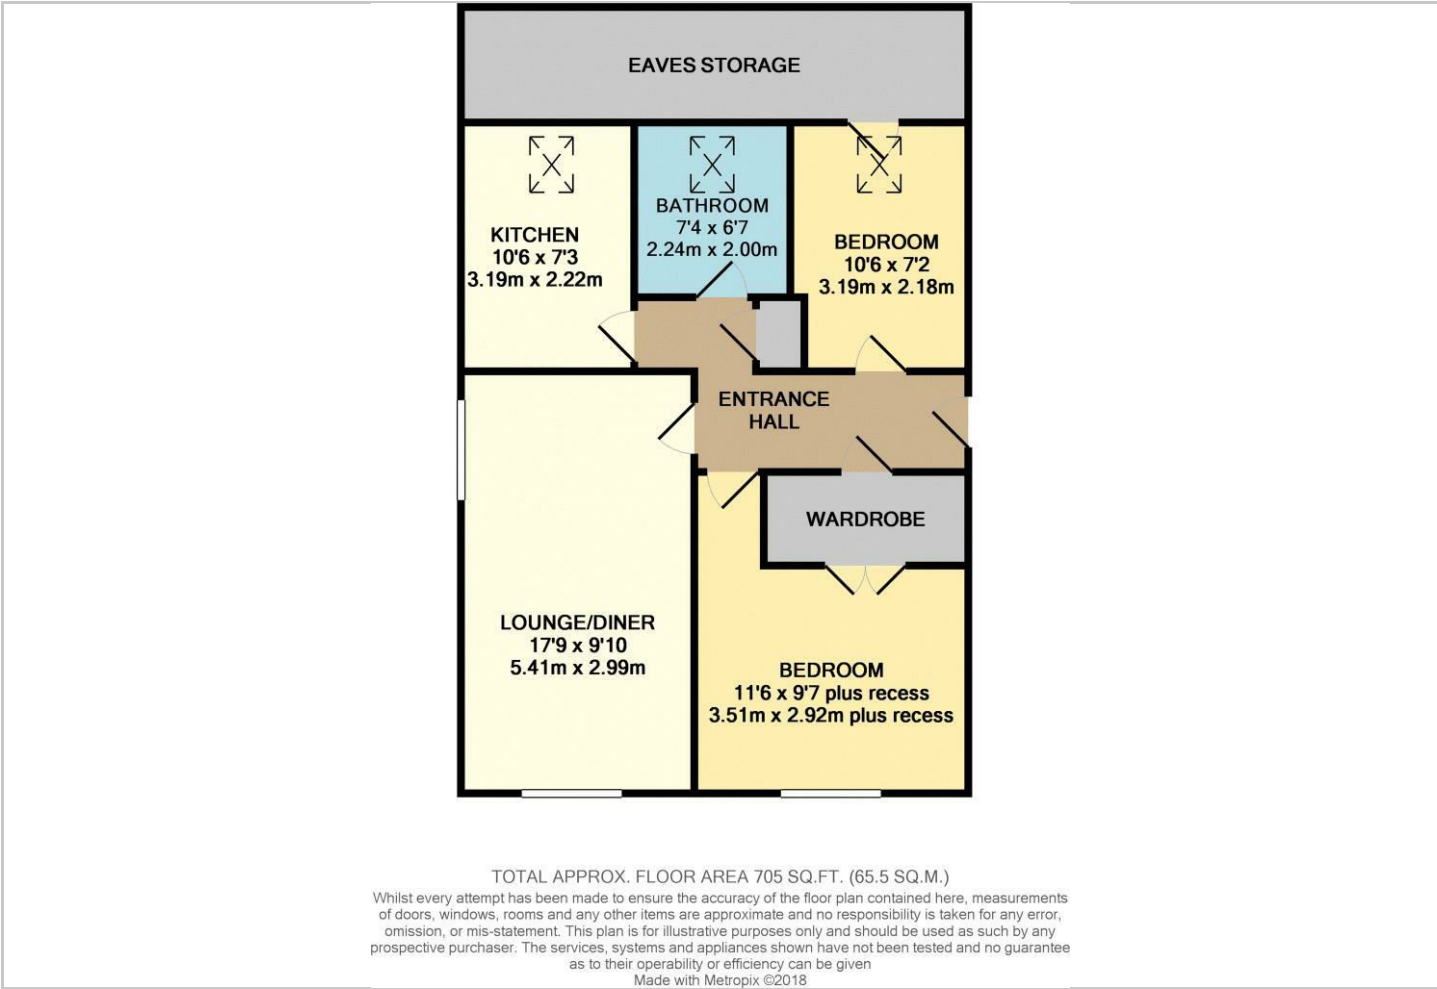 EAVES STORAGE
KITCHEN
10'6 x 7'3
3.19m x 2.22m
BATHROOM
7'4 x 6'7
2.24m x 2.00m
BEDROOM
10'6 x 7'2
3.19m x 2.18m
ENTRANCE
HALL
WARDROBE
LOUNGE/DINER
17'9 x 9'10
5.41m x 2.99m
BEDROOM
11'6 x 9'7 plus recess
3.51m x 2.92m plus recess
TOTAL APPROX. FLOOR AREA 705 SQ.FT. (65.5 SQ.M.)
Whilst every attempt has been made to ensure the accuracy of the floor plan contained here, measurements
of doors, windows, rooms and any other items are approximate and no responsibility is taken for any error,
omission, or mis-statement. This plan is for illustrative purposes only and should be used as such by any
prospective purchaser. The services, systems and appliances shown have not been tested and no guarantee
as to their operability or efficiency can be given
Made with Metropix ©2018